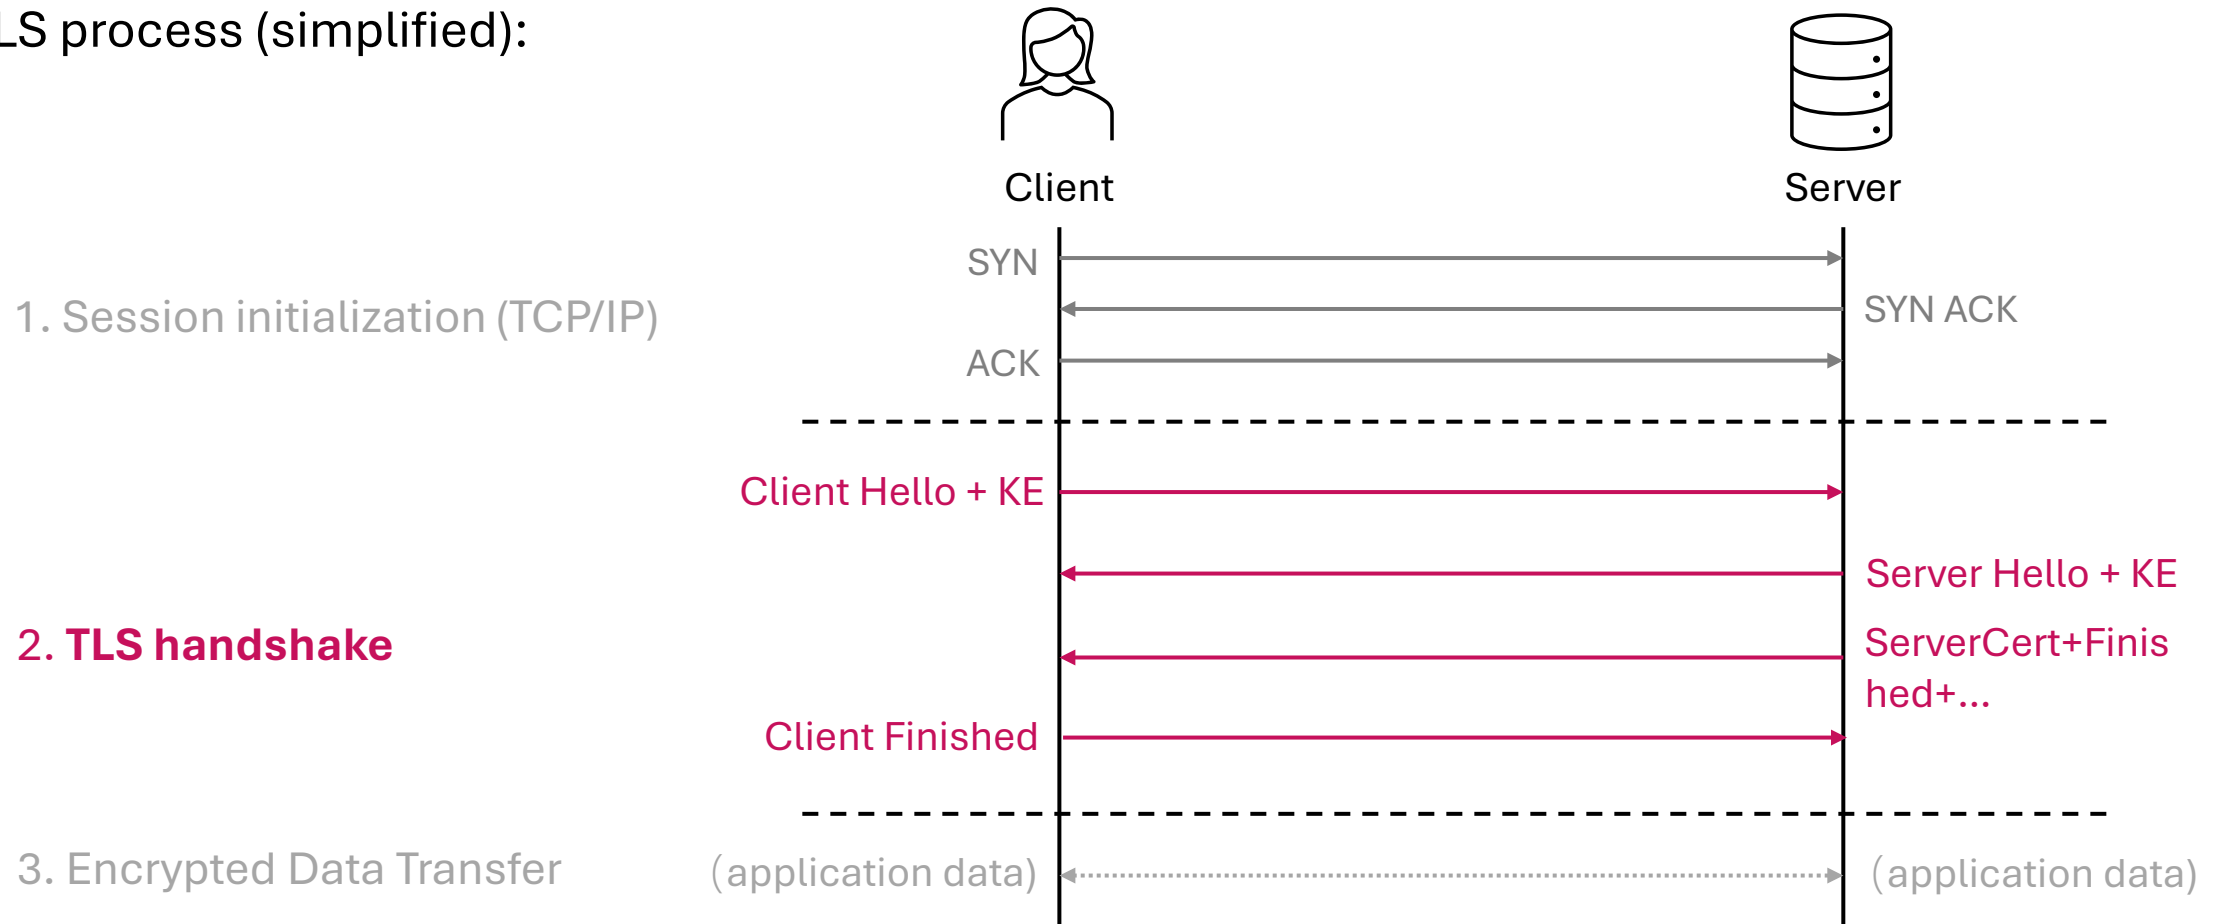 LS process (simplified):
Client
Server
SYN
1. Session initialization (TCP/IP)
SYN ACK
ACK
Client Hello + KE
Server Hello + KE
2. TLS handshake
ServerCert+Finis
hed+...
Client Finished
3. Encrypted Data Transfer
(application data)
(application data)